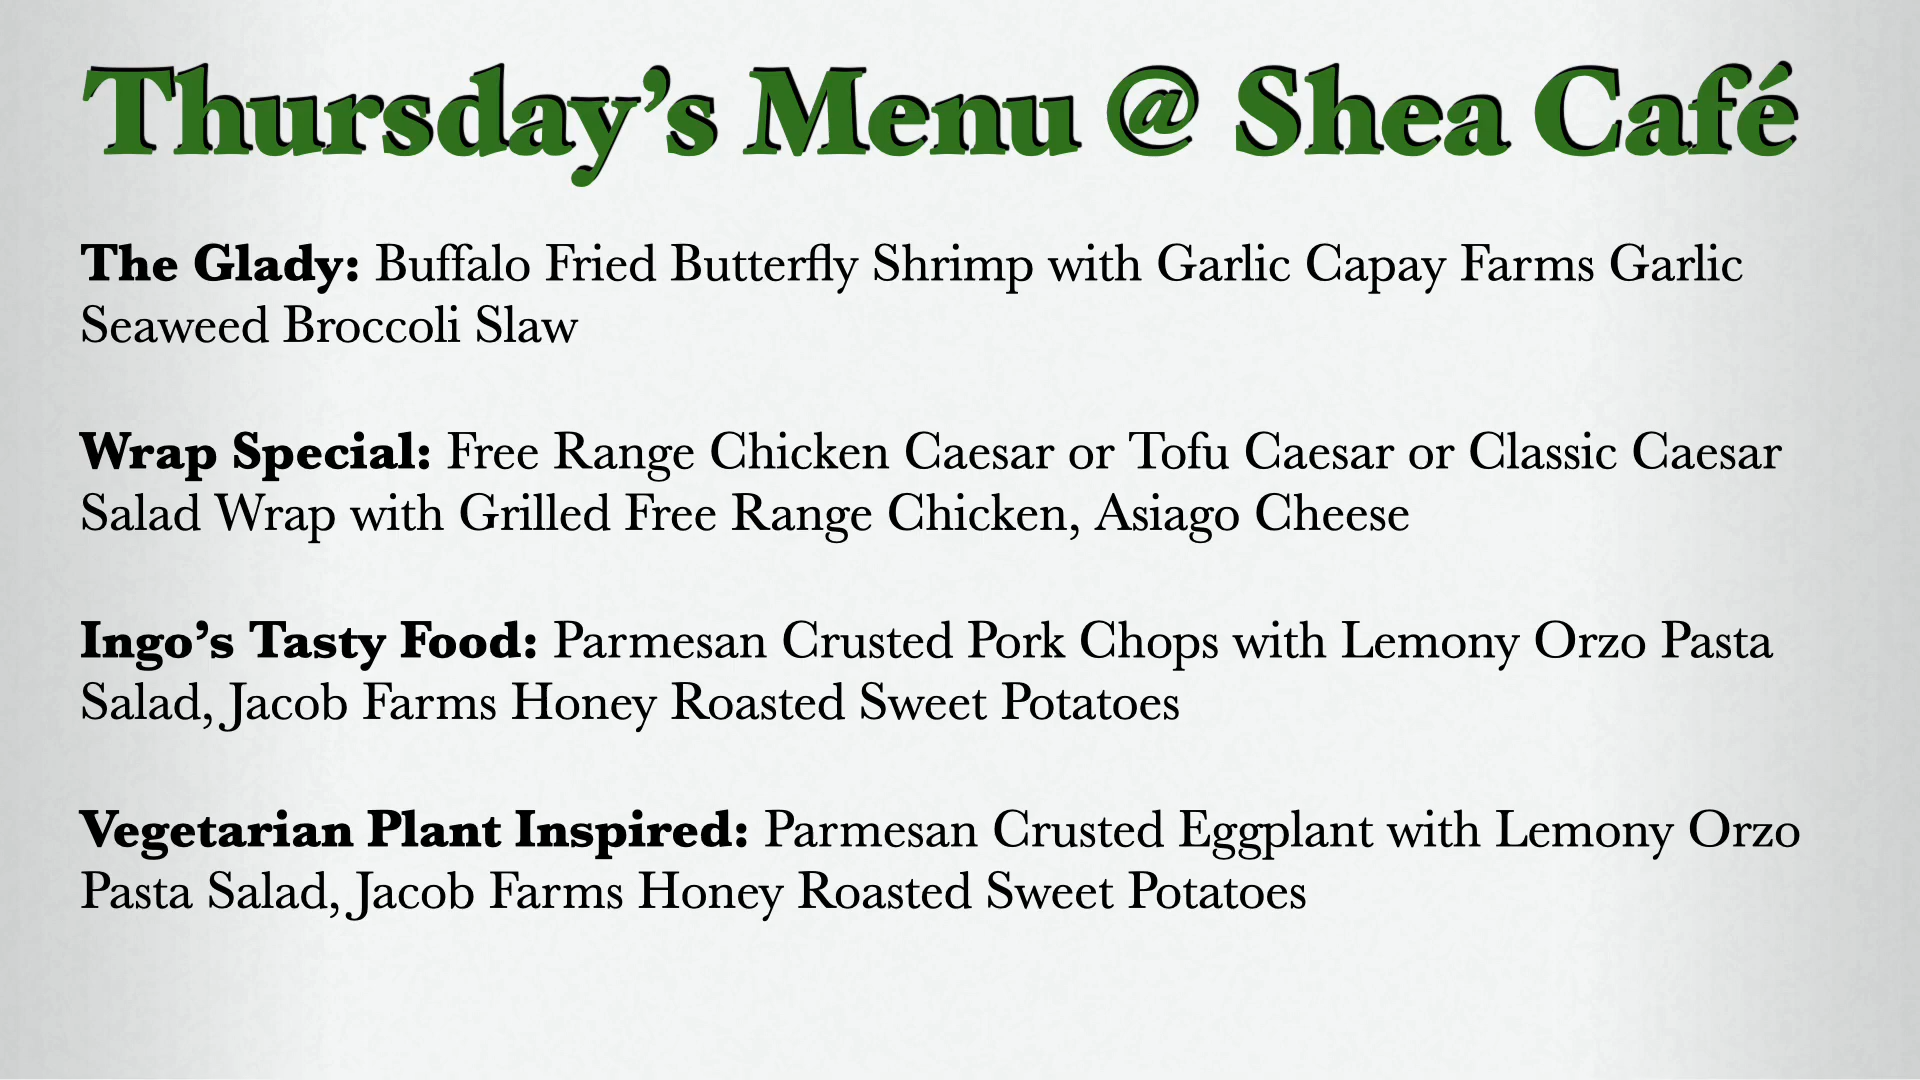 Thursday’s Menu @ Shea Café
The Glady: Buffalo Fried Butterfly Shrimp with Garlic Capay Farms Garlic
Seaweed Broccoli Slaw
Wrap Special: Free Range Chicken Caesar or Tofu Caesar or Classic Caesar
Salad Wrap with Grilled Free Range Chicken, Asiago Cheese
Ingo’s Tasty Food: Parmesan Crusted Pork Chops with Lemony Orzo Pasta
Salad, Jacob Farms Honey Roasted Sweet Potatoes
Vegetarian Plant Inspired: Parmesan Crusted Eggplant with Lemony Orzo
Pasta Salad, Jacob Farms Honey Roasted Sweet Potatoes